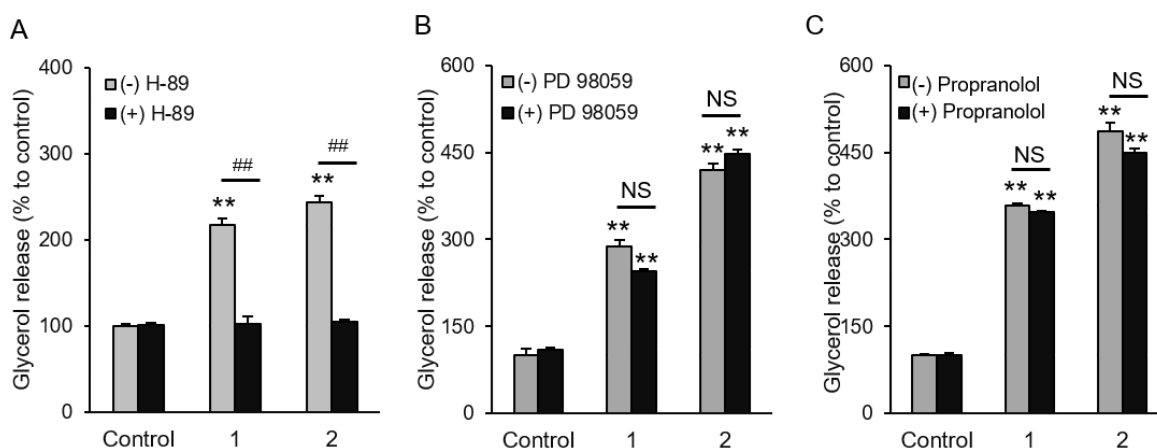 A
Glycerol release (% to control)
400
300
200
100
0
(-) H-89
(+) H-89
**
##
**
##
Control 1 2
B
Glycerol release (% to control)
600
450
300
150
0
(-) PD 98059
(+) PD 98059
**
NS
**
**
NS
**
Control 1 2
C
Glycerol release (% to control)
600
450
300
150
0
(-) Propranolol
(+) Propranolol
**
NS
**
**
NS
**
Control 1 2